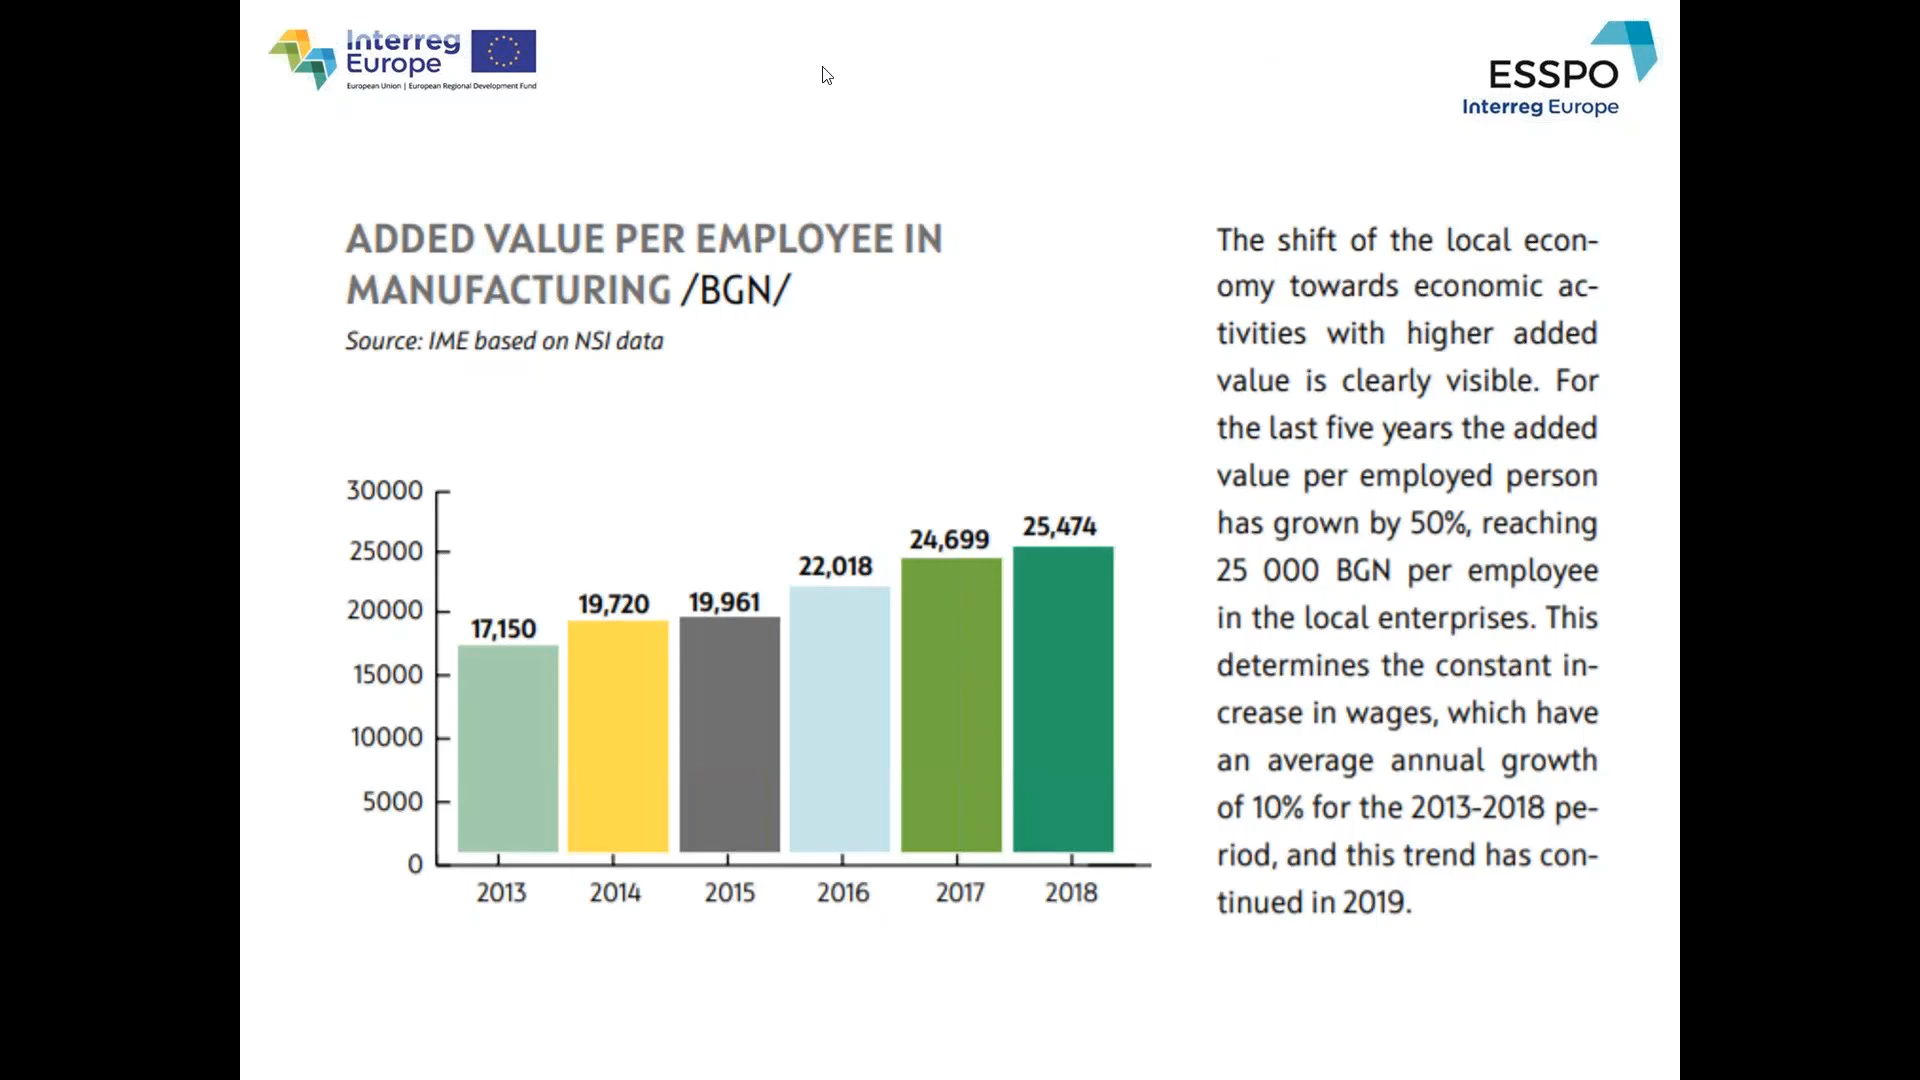 Interreg
Europe
European Union | European Regional Development Fund
ESSPO
Interreg Europe
ADDED VALUE PER EMPLOYEE IN
MANUFACTURING /BGN/
Source: IME based on NSI data
30000
25000
20000
15000
10000
5000
0
17,150
19,720
19,961
22,018
24,699
25,474
2013
2014
2015
2016
2017
2018
The shift of the local econ-
omy towards economic ac-
tivities with higher added
value is clearly visible. For
the last five years the added
value per employed person
has grown by 50%, reaching
25 000 BGN per employee
in the local enterprises. This
determines the constant in-
crease in wages, which have
an average annual growth
of 10% for the 2013-2018 pe-
riod, and this trend has con-
tinued in 2019.